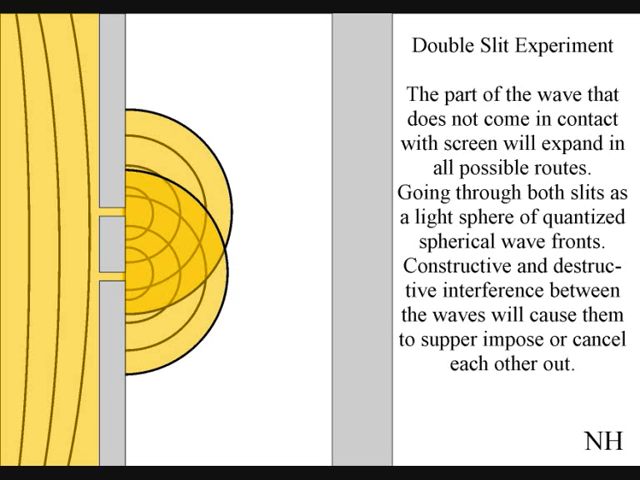 Double Slit Experiment
The part of the wave that
does not come in contact
with screen will expand in
all possible routes.
Going through both slits as
a light sphere of quantized
spherical wave fronts.
Constructive and destruc-
tive interference between
the waves will cause them
to supper impose or cancel
each other out.
NH